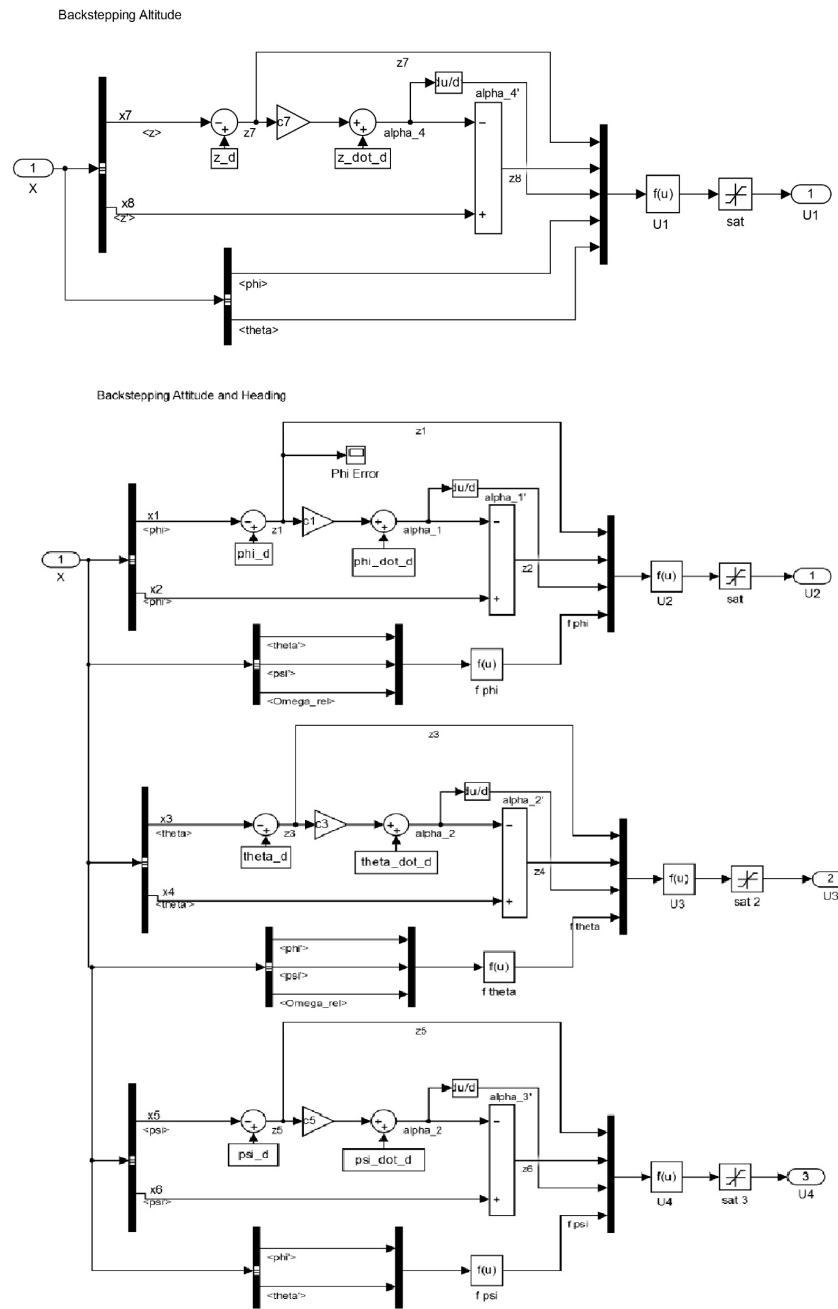 Backstepping Altitude
z7
du/d
alpha_4'
x7
<z>
z7
c7
alpha_4
z_d
z_dot_d
1
X
z8
x8
<z'>
f(u)
U1
sat
1
U1
<phi>
<theta>
Backstepping Attitude and Heading
z1
Phi Error
du/d
alpha_1'
x1
<phi>
z1
c1
alpha_1
phi_d
phi_dot_d
1
X
z2
x2
<phi'>
f(u)
U2
sat
1
U2
f phi
<theta'>
<psi'>
<Omega_rel>
f(u)
f phi
z3
du/d
alpha_2'
x3
<theta>
z3
c3
alpha_2
theta_d
theta_dot_d
z4
x4
<theta'>
f(u)
U3
sat 2
2
U3
f theta
<phi'>
<psi'>
<Omega_rel>
f(u)
f theta
z5
du/d
alpha_3'
x5
<psi>
z5
c5
alpha_2
psi_d
psi_dot_d
z6
x6
<psi'>
f(u)
U4
sat 3
3
U4
f psi
<phi'>
<theta'>
f(u)
f psi